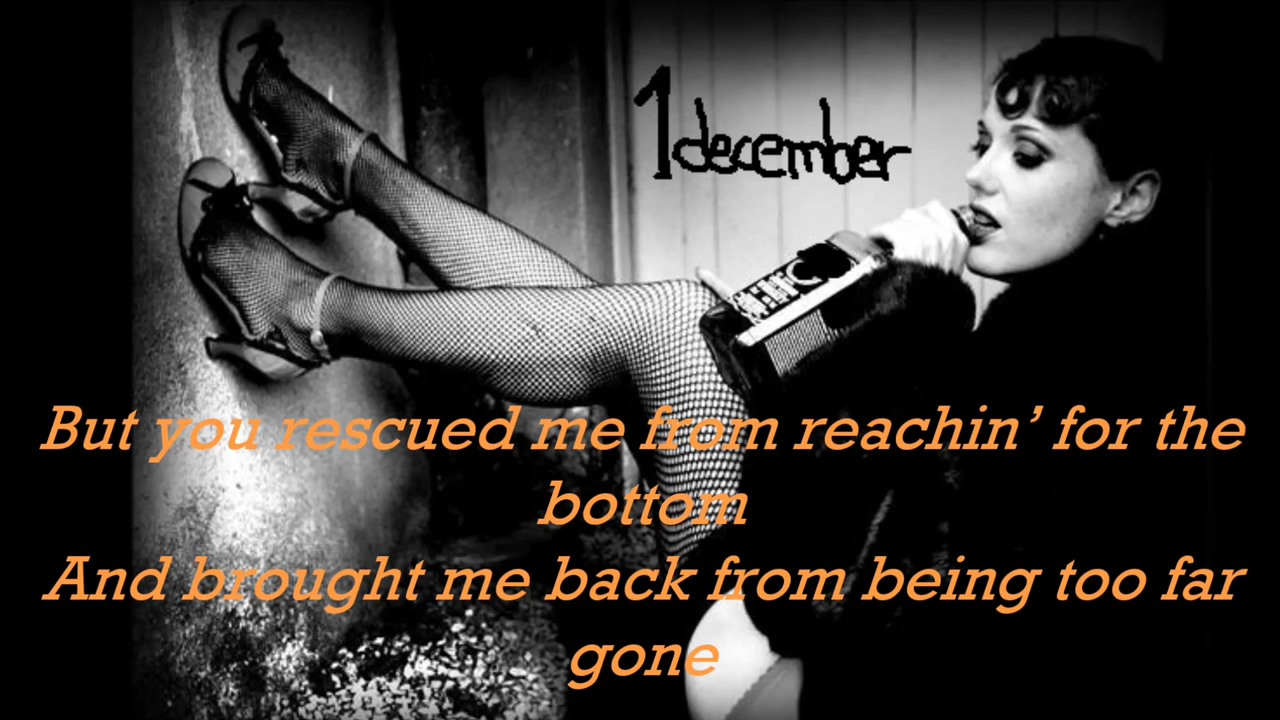 1december
But you rescued me from reachin’ for the
bottom
And brought me back from being too far
gone